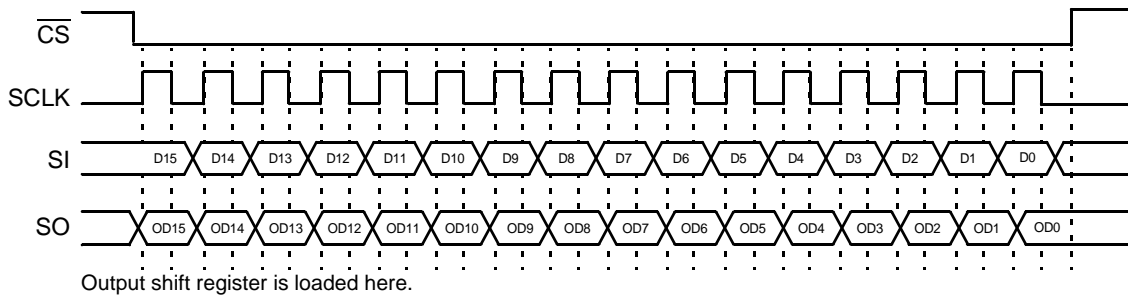 CS
SCLK
SI D15 D14 D13 D12 D11 D10 D9 D8 D7 D6 D5 D4 D3 D2 D1 D0
SO OD15 OD14 OD13 OD12 OD11 OD10 OD9 OD8 OD7 OD6 OD5 OD4 OD3 OD2 OD1 OD0
Output shift register is loaded here.